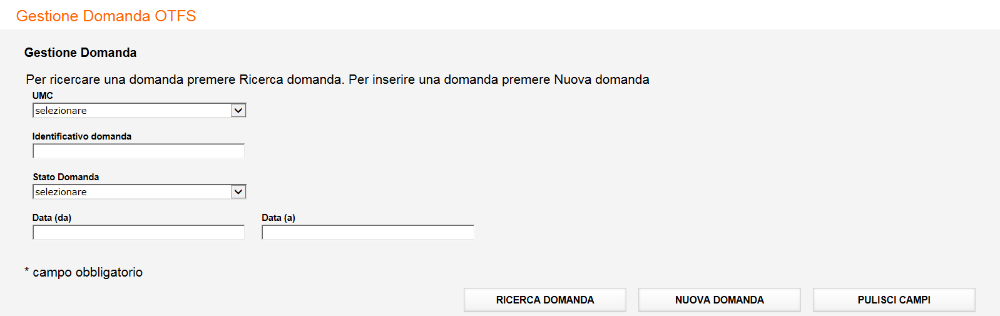 Gestione Domanda OTFS
Gestione Domanda
Per ricercare una domanda premere Ricerca domanda. Per inserire una domanda premere Nuova domanda
UMC
selezionare
Identificativo domanda
Stato Domanda
selezionare
Data (da) Data (a)
* campo obbligatorio
RICERCA DOMANDA NUOVA DOMANDA PULISCI CAMPI